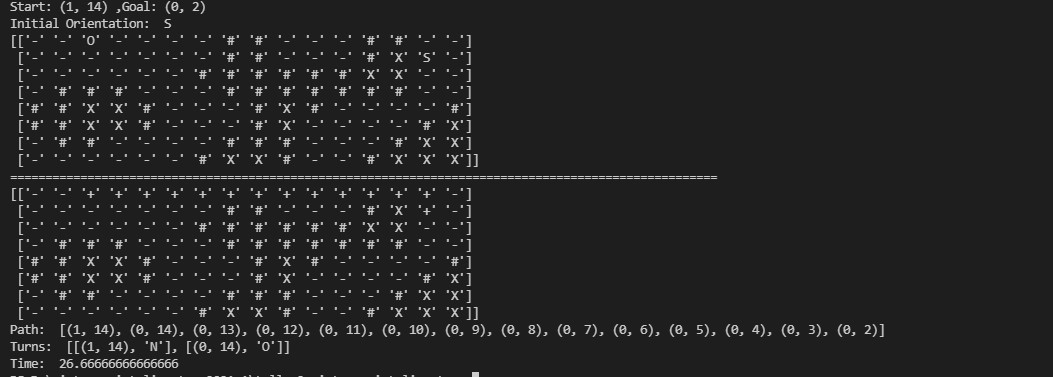 Start: (1, 14) ,Goal: (0, 2)
Initial Orientation:  S
[['-' '-' 'O' '-' '-' '-' '-' '#' '#' '-' '-' '-' '#' '#' '-' '-']
['-' '-' '-' '-' '-' '-' '-' '#' '#' '-' '-' '-' '#' 'X' 'S' '-']
['-' '-' '-' '-' '-' '-' '#' '#' '#' '#' '#' '#' 'X' 'X' '-' '-']
['-' '#' '#' '#' '-' '-' '-' '#' '#' '#' '#' '#' '#' '#' '-' '-']
['#' '#' 'X' 'X' '#' '-' '-' '-' '#' 'X' '#' '-' '-' '-' '-' '#']
['#' '#' 'X' 'X' '#' '-' '-' '-' '#' 'X' '-' '-' '-' '-' '#' 'X']
['-' '#' '#' '-' '-' '-' '-' '#' '#' '#' '-' '-' '-' '#' 'X' 'X']
['-' '-' '-' '-' '-' '-' '#' 'X' 'X' '#' '-' '-' '#' 'X' 'X' 'X']]
=====================================================================================================
[['-' '-' '+' '+' '+' '+' '+' '+' '+' '+' '+' '+' '+' '+' '+' '-']
['-' '-' '-' '-' '-' '-' '-' '#' '#' '-' '-' '-' '#' 'X' '+' '-']
['-' '-' '-' '-' '-' '-' '#' '#' '#' '#' '#' '#' 'X' 'X' '-' '-']
['-' '#' '#' '#' '-' '-' '-' '#' '#' '#' '#' '#' '#' '#' '-' '-']
['#' '#' 'X' 'X' '#' '-' '-' '-' '#' 'X' '#' '-' '-' '-' '-' '#']
['#' '#' 'X' 'X' '#' '-' '-' '-' '#' 'X' '-' '-' '-' '-' '#' 'X']
['-' '#' '#' '-' '-' '-' '-' '#' '#' '#' '-' '-' '-' '#' 'X' 'X']
['-' '-' '-' '-' '-' '-' '#' 'X' 'X' '#' '-' '-' '#' 'X' 'X' 'X']]
Path:  [(1, 14), (0, 14), (0, 13), (0, 12), (0, 11), (0, 10), (0, 9), (0, 8), (0, 7), (0, 6), (0, 5), (0, 4), (0, 3), (0, 2)]
Turns:  [[(1, 14), 'N'], [(0, 14), 'O']]
Time:  26.66666666666666